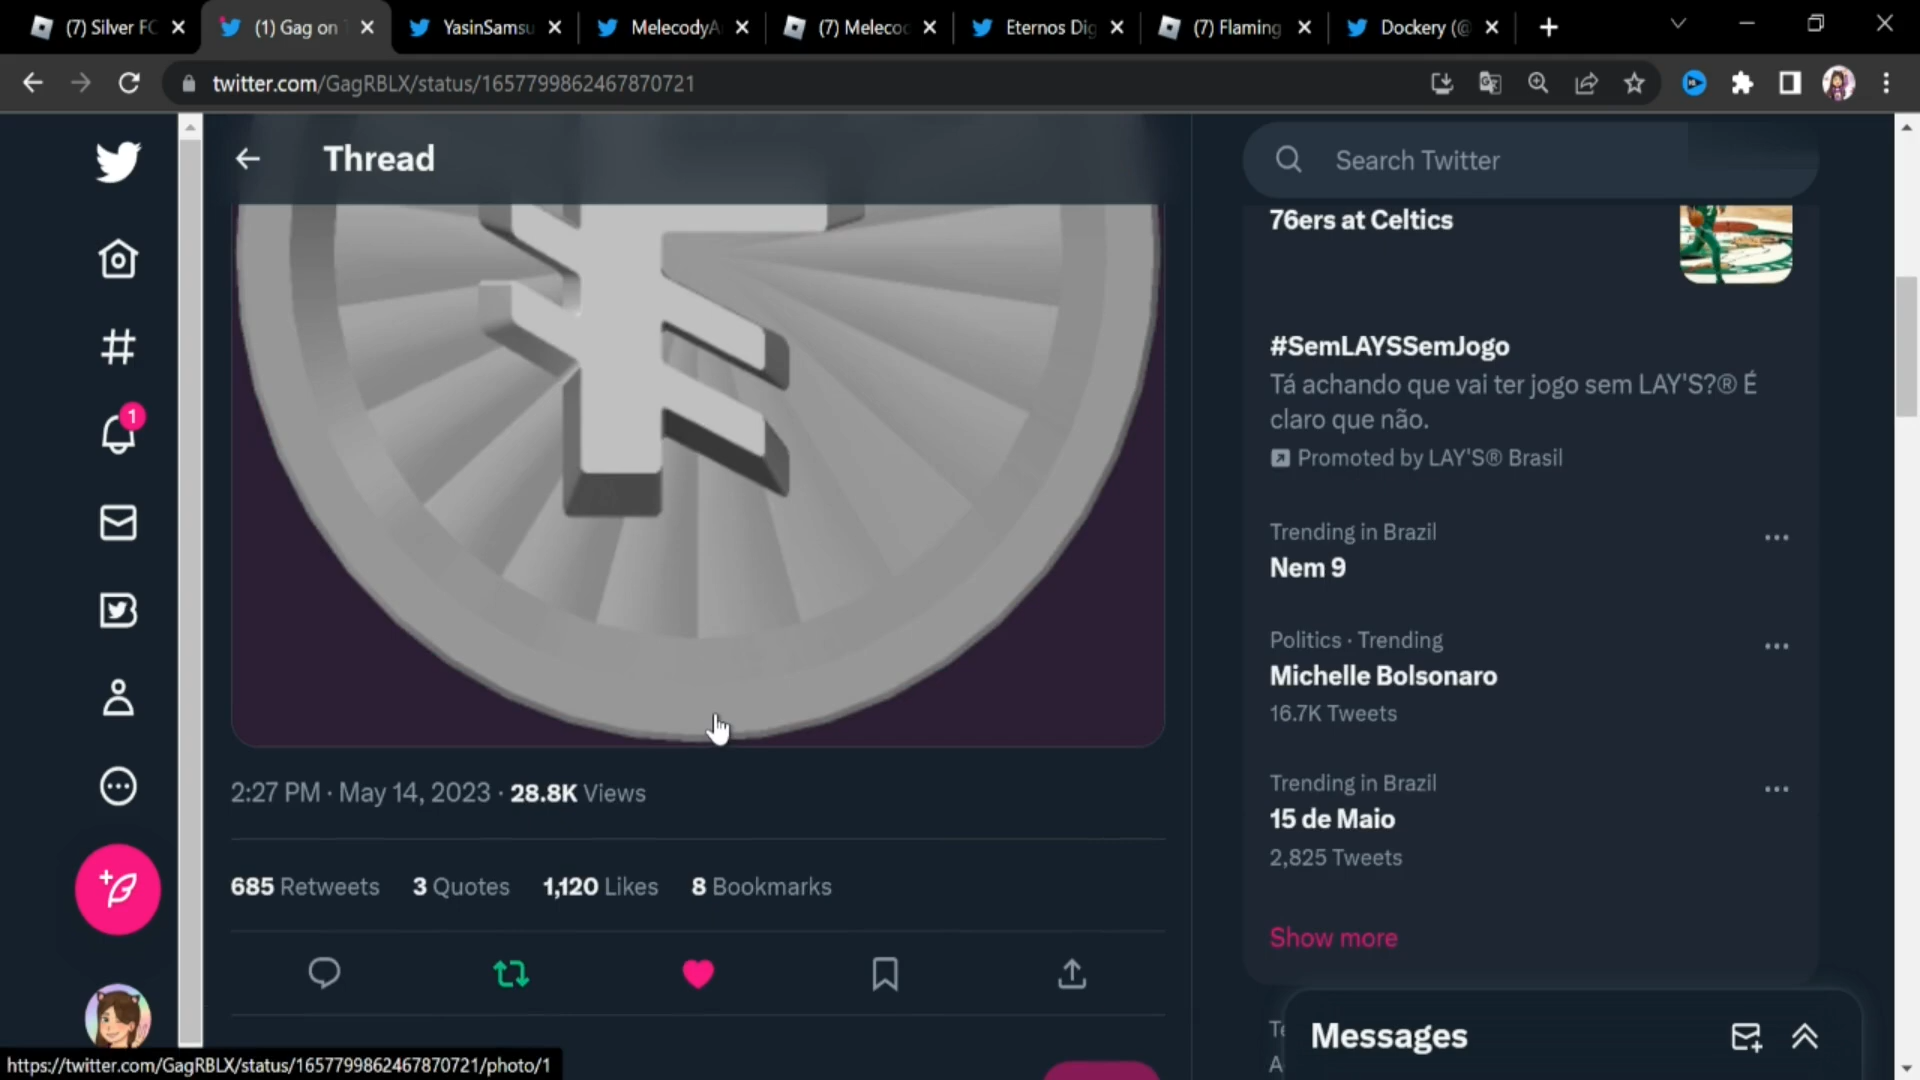 (7) Silver FC
(1) Gag on
YasinSamsu
MelecodyA
(7) Melecoc
Eternos Dig
(7) Flaming
Dockery (@
twitter.com/GagRBLX/status/1657799862467870721
Thread
Search Twitter
76ers at Celtics
#SemLAYSSemJogo
Tá achando que vai ter jogo sem LAY'S?® É
claro que não.
Promoted by LAY'S® Brasil
1
Trending in Brazil
Nem 9
Politics · Trending
Michelle Bolsonaro
16.7K Tweets
2:27 PM · May 14, 2023 · 28.8K Views
Trending in Brazil
15 de Maio
2,825 Tweets
685 Retweets 3 Quotes 1,120 Likes 8 Bookmarks
Show more
Messages
https://twitter.com/GagRBLX/status/1657799862467870721/photo/1